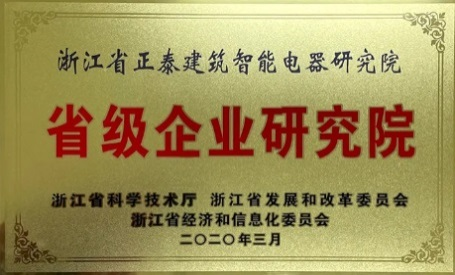 浙江省正泰建筑智能电器研究院
省级企业研究院
浙江省科学技术厅 浙江省发展和改革委员会
浙江省经济和信息化委员会
二〇二〇年三月